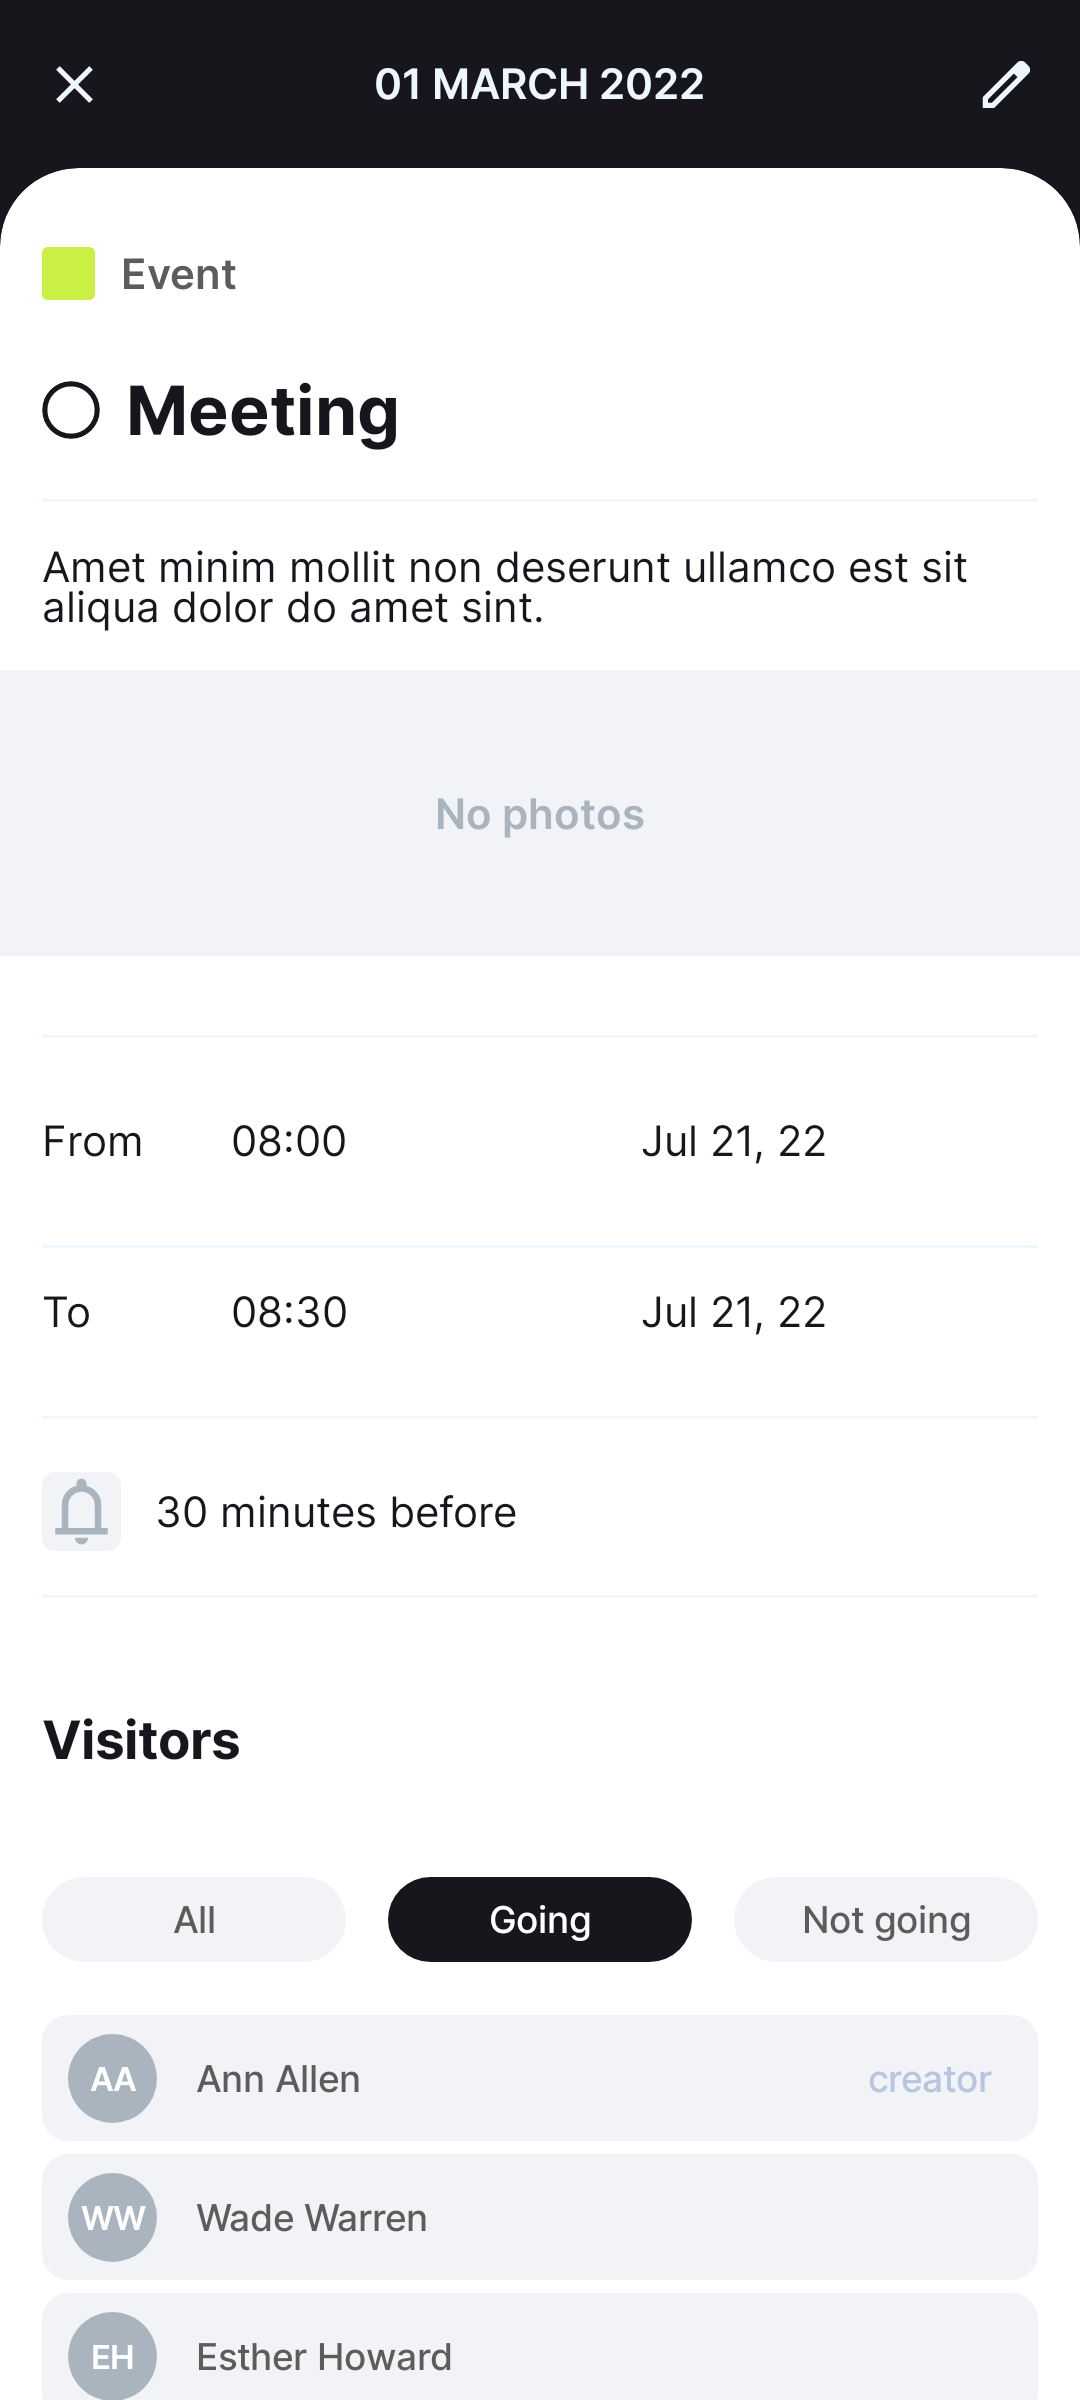 01 MARCH 2022
Event
Meeting
Amet minim mollit non deserunt ullamco est sit
aliqua dolor do amet sint.
No photos
From 08:00 Jul 21, 22
To 08:30 Jul 21, 22
30 minutes before
Visitors
All Going Not going
AA Ann Allen creator
WW Wade Warren
EH Esther Howard